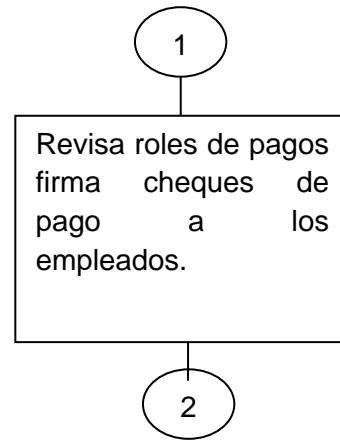 1
Revisa roles de pagos
firma cheques de
pago a los
empleados.
2